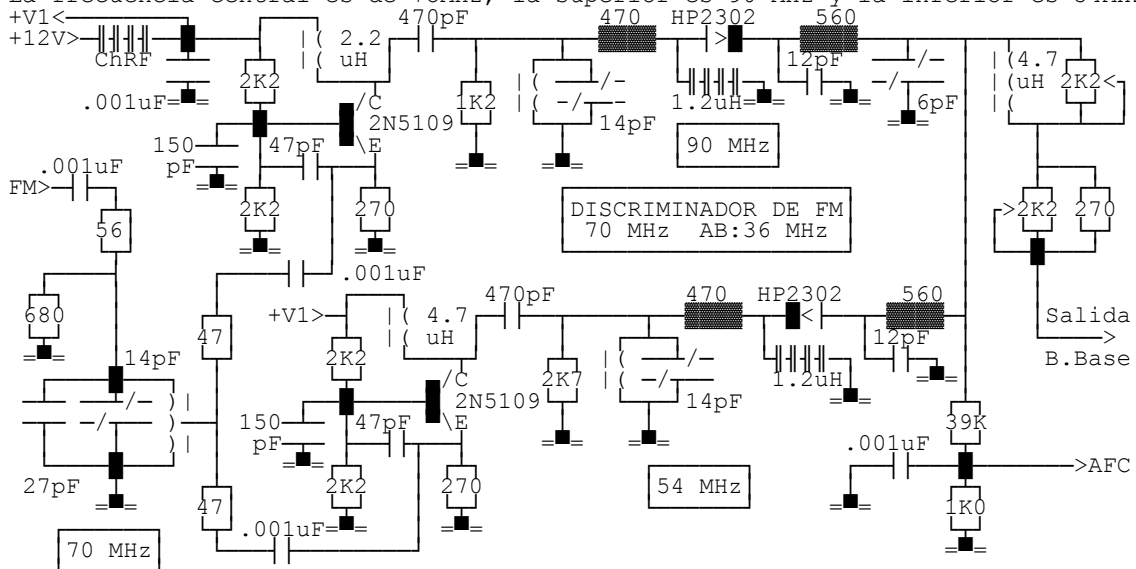 La frecuencia central es de la superior es 90 MHz y la inferior es
+V1<
470pF 470 HP2302 560
+12V>
2.2 4.7
ChRF uH 12pF uH 2K2<
.001uF 2K2 1K2 1.2uH 6pF
C
2N5109 14pF
150 47pF E 90 MHz
.001uF pF
FM>
2K2 270 DISCRIMINADOR DE FM >2K2 270
56 70 MHz AB:36 MHz
.001uF
470pF 470 HP2302 560
680 47 +V1> 4.7 Salida
uH 12pF
14pF 2K2 2K7 1.2uH B.Base
C
2N5109 14pF
150 47pF E 39K
pF .001uF
>AFC
27pF 2K2 270 54 MHz
47 1K0
.001uF
70 MHz